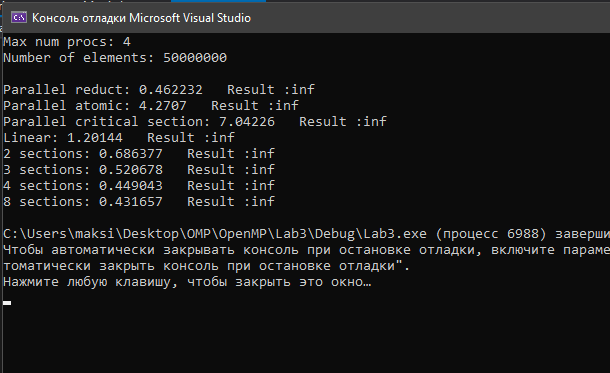 Консоль отладки Microsoft Visual Studio
Max num procs: 4
Number of elements: 50000000
Parallel reduct: 0.462232   Result :inf
Parallel atomic: 4.2707   Result :inf
Parallel critical section: 7.04226   Result :inf
Linear: 1.20144   Result :inf
2 sections: 0.686377   Result :inf
3 sections: 0.520678   Result :inf
4 sections: 0.449043   Result :inf
8 sections: 0.431657   Result :inf
C:\Users\maksi\Desktop\OMP\OpenMP\Lab3\Debug\Lab3.exe (процесс 6988) заверши
Чтобы автоматически закрывать консоль при остановке отладки, включите параме
томатически закрыть консоль при остановке отладки".
Нажмите любую клавишу, чтобы закрыть это окно…